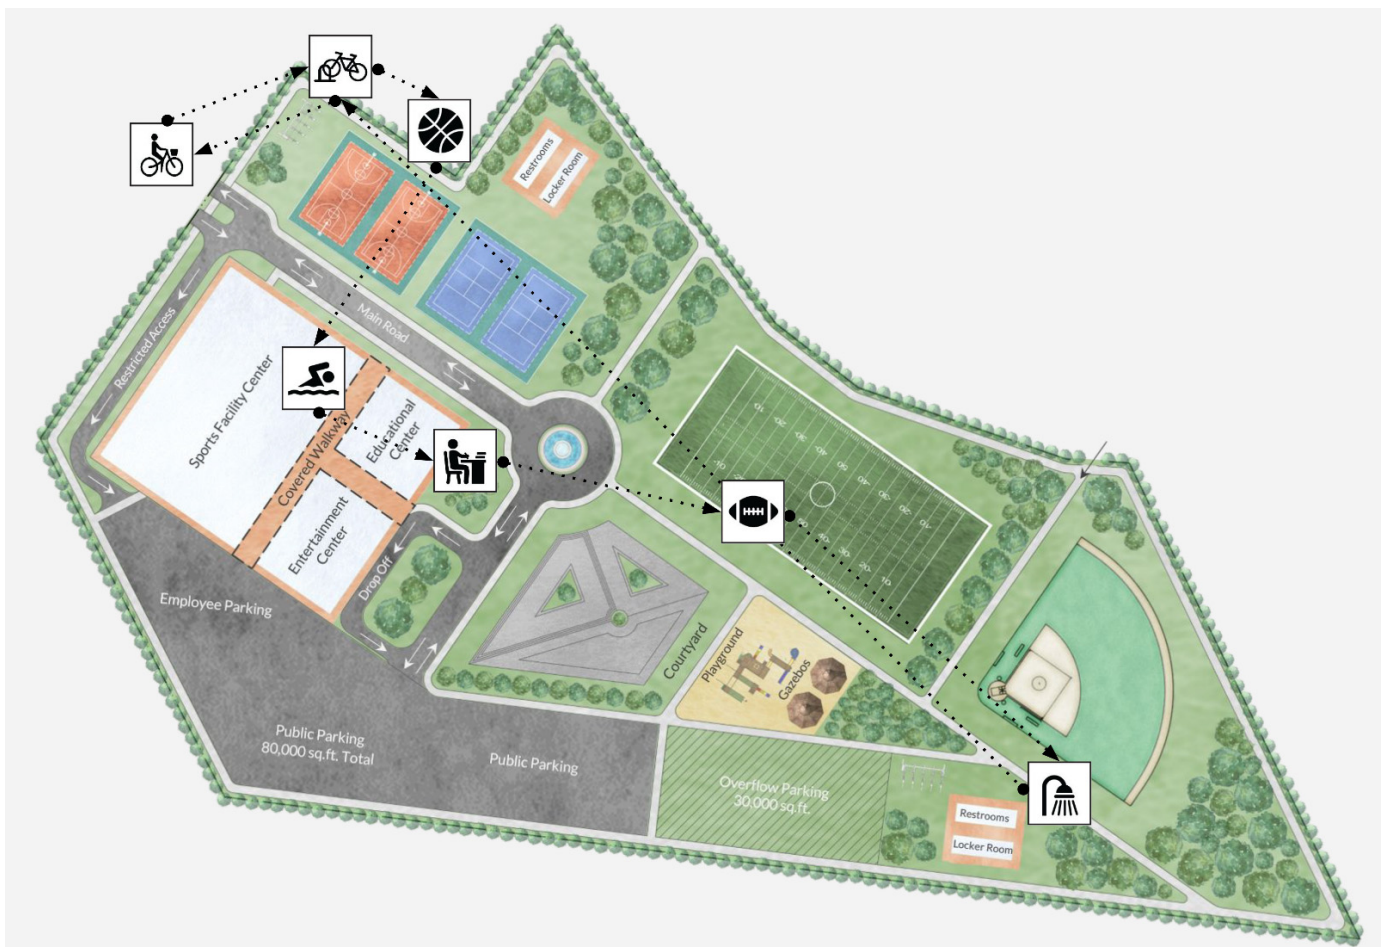 Restrooms
Locker Room
Restricted Access
Main Road
Sports Facility Center
Covered Walkway
Educational
Center
Entertainment
Center
Drop Off
Employee Parking
Courtyard
Playground
Gazebos
Public Parking
80,000 sq.ft. Total
Public Parking
Overflow Parking
30,000 sq.ft.
Restrooms
Locker Room